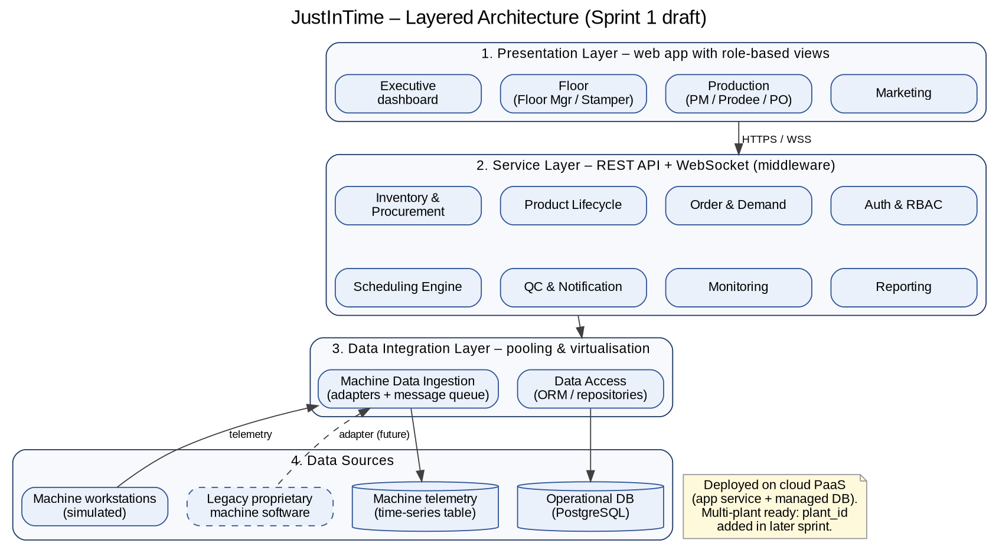 JustInTime – Layered Architecture (Sprint 1 draft)
1. Presentation Layer – web app with role-based views
Executive
dashboard
Floor
(Floor Mgr / Stamper)
Production
(PM / Prodee / PO)
Marketing
HTTPS / WSS
2. Service Layer – REST API + WebSocket (middleware)
Inventory &
Procurement
Product Lifecycle
Order & Demand
Auth & RBAC
Scheduling Engine
QC & Notification
Monitoring
Reporting
3. Data Integration Layer – pooling & virtualisation
Machine Data Ingestion
(adapters + message queue)
Data Access
(ORM / repositories)
telemetry
adapter (future)
4. Data Sources
Machine workstations
(simulated)
Legacy proprietary
machine software
Machine telemetry
(time-series table)
Operational DB
(PostgreSQL)
Deployed on cloud PaaS
(app service + managed DB).
Multi-plant ready: plant_id
added in later sprint.